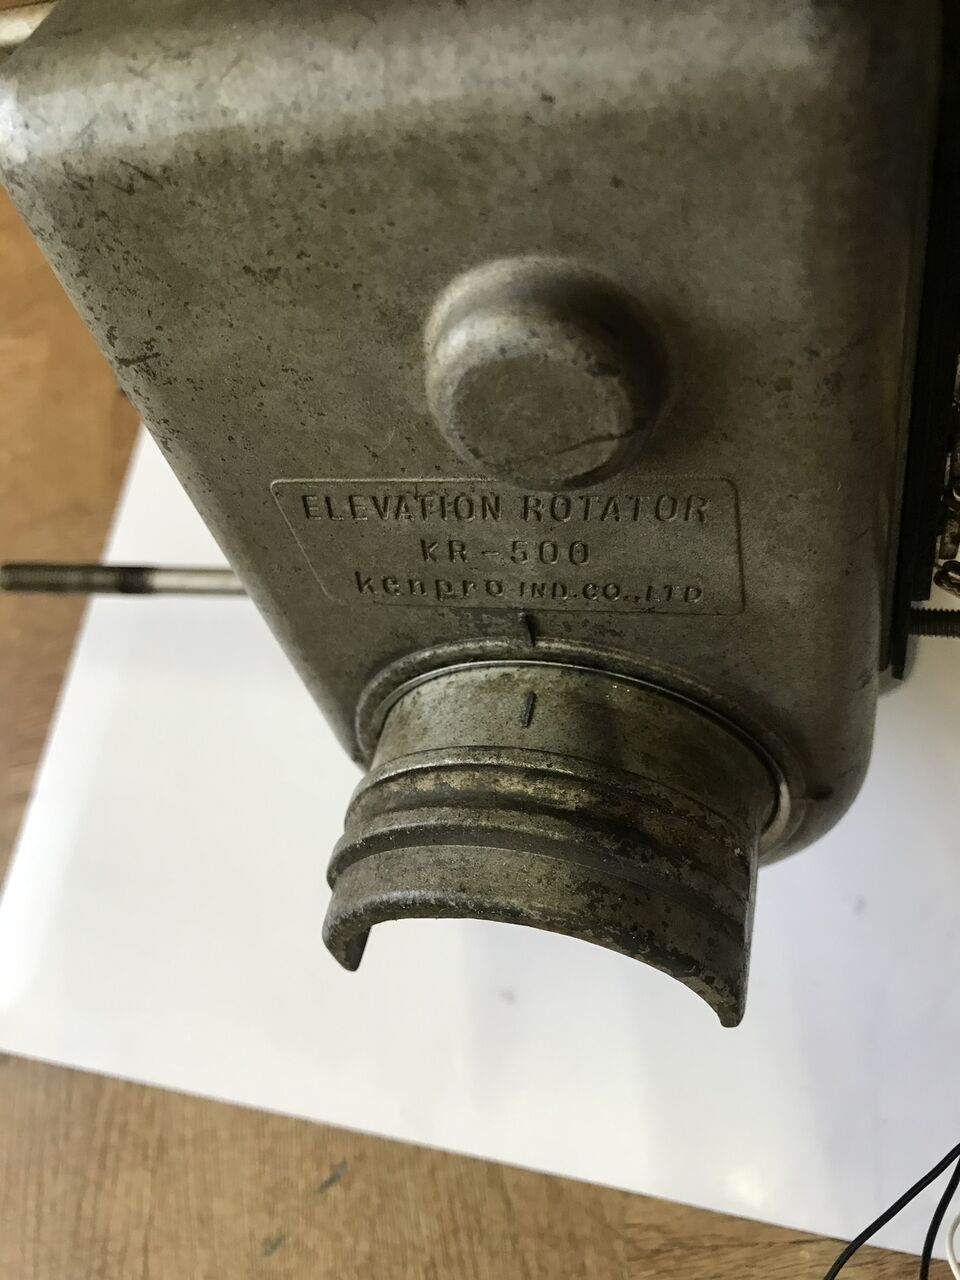 ELEVATION ROTATOR
KR-500
kenpro IND.CO.,LTD